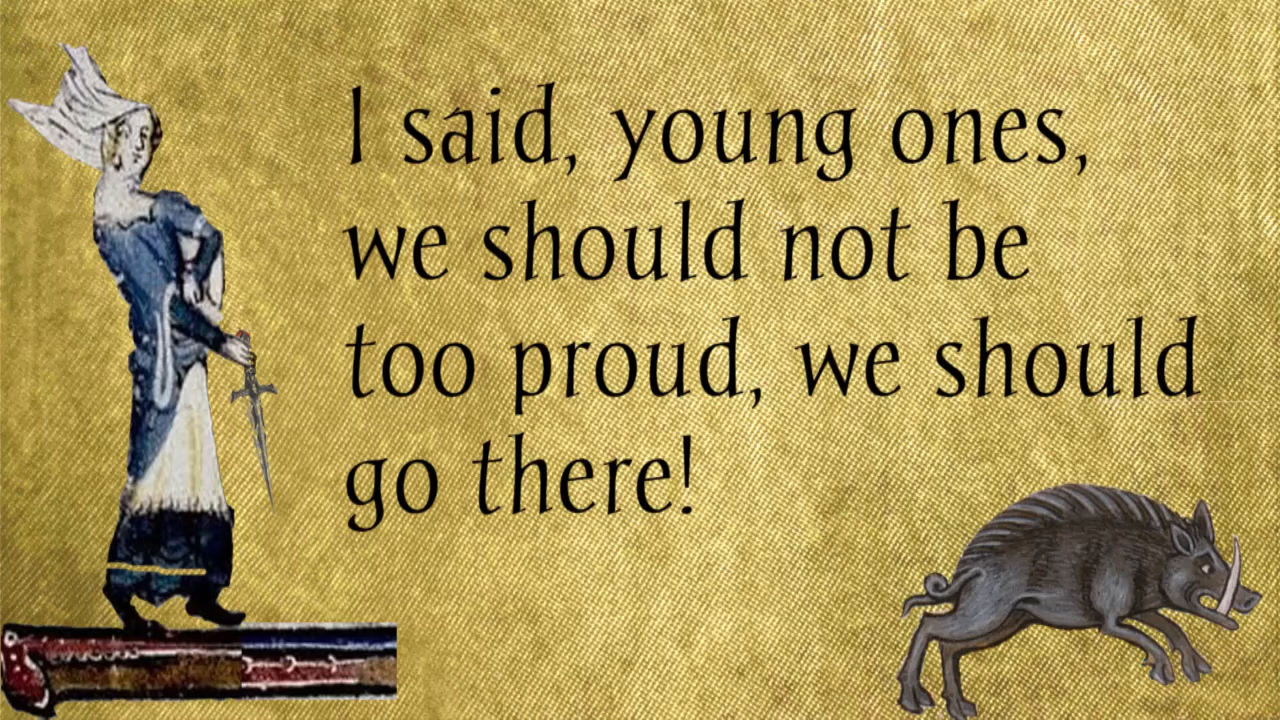 I said, young ones,
we should not be
too proud, we should
go there!